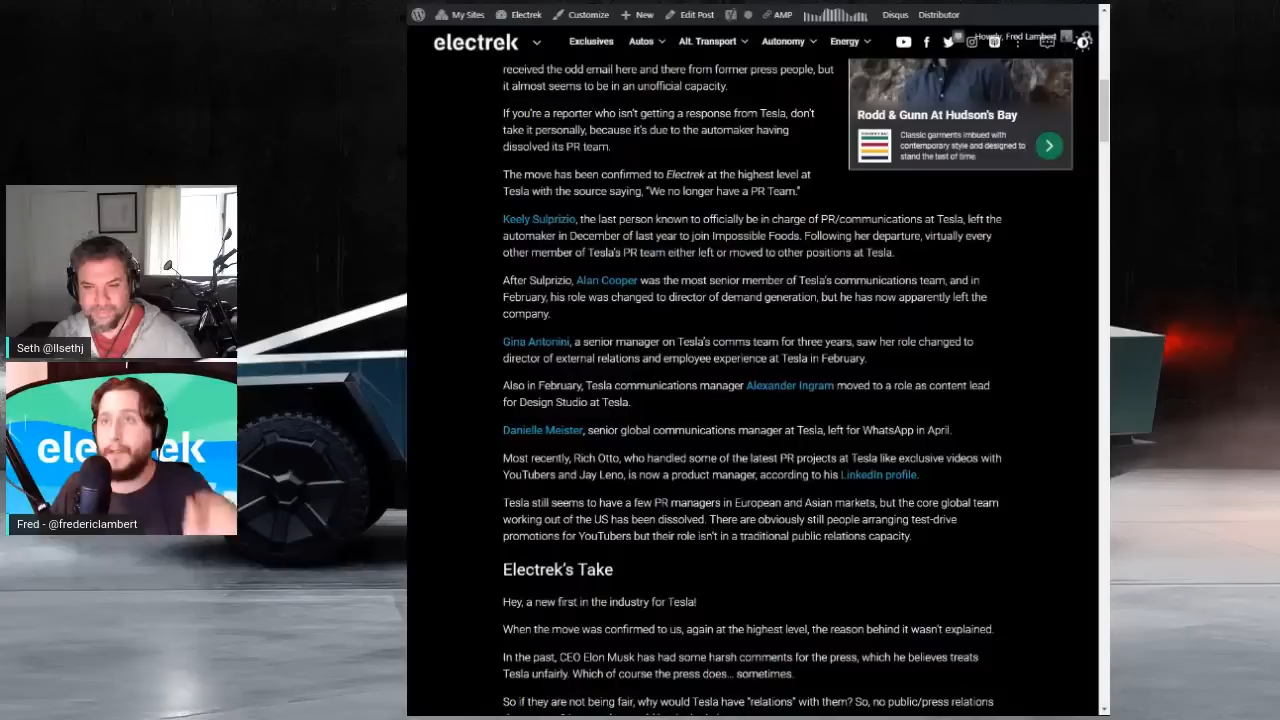 My Sites
Electrek
Customize
New
Edit Post
AMP
Disqus
Distributor
electrek
Exclusives
Autos
Alt. Transport
Autonomy
Energy
Howdy, Fred Lambert
received the odd email here and there from former press people, but
it almost seems to be in an unofficial capacity.
If you're a reporter who isn't getting a response from Tesla, don't
take it personally, because it's due to the automaker having
dissolved its PR team.
The move has been confirmed to Electrek at the highest level at
Tesla with the source saying, "We no longer have a PR Team."
Rodd & Gunn At Hudson's Bay
Classic garments imbued with
contemporary style and designed to
stand the test of time.
Keely Sulprizio, the last person known to officially be in charge of PR/communications at Tesla, left the
automaker in December of last year to join Impossible Foods. Following her departure, virtually every
other member of Tesla's PR team either left or moved to other positions at Tesla.
After Sulprizio, Alan Cooper was the most senior member of Tesla's communications team, and in
February, his role was changed to director of demand generation, but he has now apparently left the
company.
Gina Antonini, a senior manager on Tesla's comms team for three years, saw her role changed to
director of external relations and employee experience at Tesla in February.
Also in February, Tesla communications manager Alexander Ingram moved to a role as content lead
for Design Studio at Tesla.
Danielle Meister, senior global communications manager at Tesla, left for WhatsApp in April.
Most recently, Rich Otto, who handled some of the latest PR projects at Tesla like exclusive videos with
YouTubers and Jay Leno, is now a product manager, according to his LinkedIn profile.
Tesla still seems to have a few PR managers in European and Asian markets, but the core global team
working out of the US has been dissolved. There are obviously still people arranging test-drive
promotions for YouTubers but their role isn't in a traditional public relations capacity.
Electrek's Take
Hey, a new first in the industry for Tesla!
When the move was confirmed to us, again at the highest level, the reason behind it wasn't explained.
In the past, CEO Elon Musk has had some harsh comments for the press, which he believes treats
Tesla unfairly. Which of course the press does... sometimes.
So if they are not being fair, why would Tesla have "relations" with them? So, no public/press relations
Seth @llsethj
ele rek
Fred - @fredericlambert